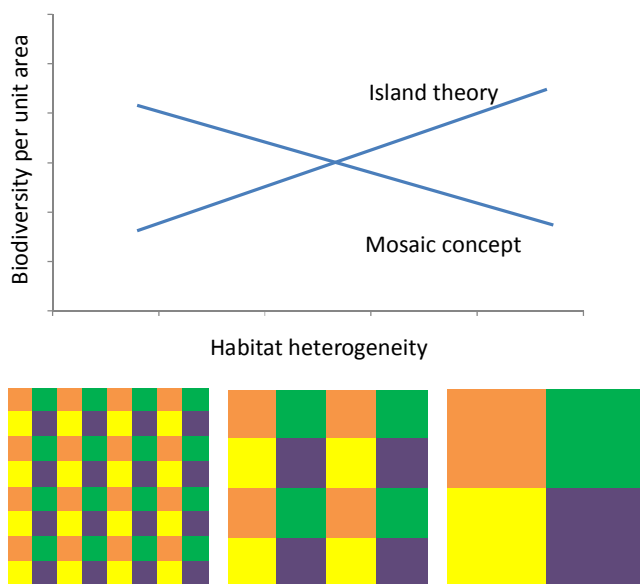 Biodiversity per unit area
Island theory
Mosaic concept
Habitat heterogeneity